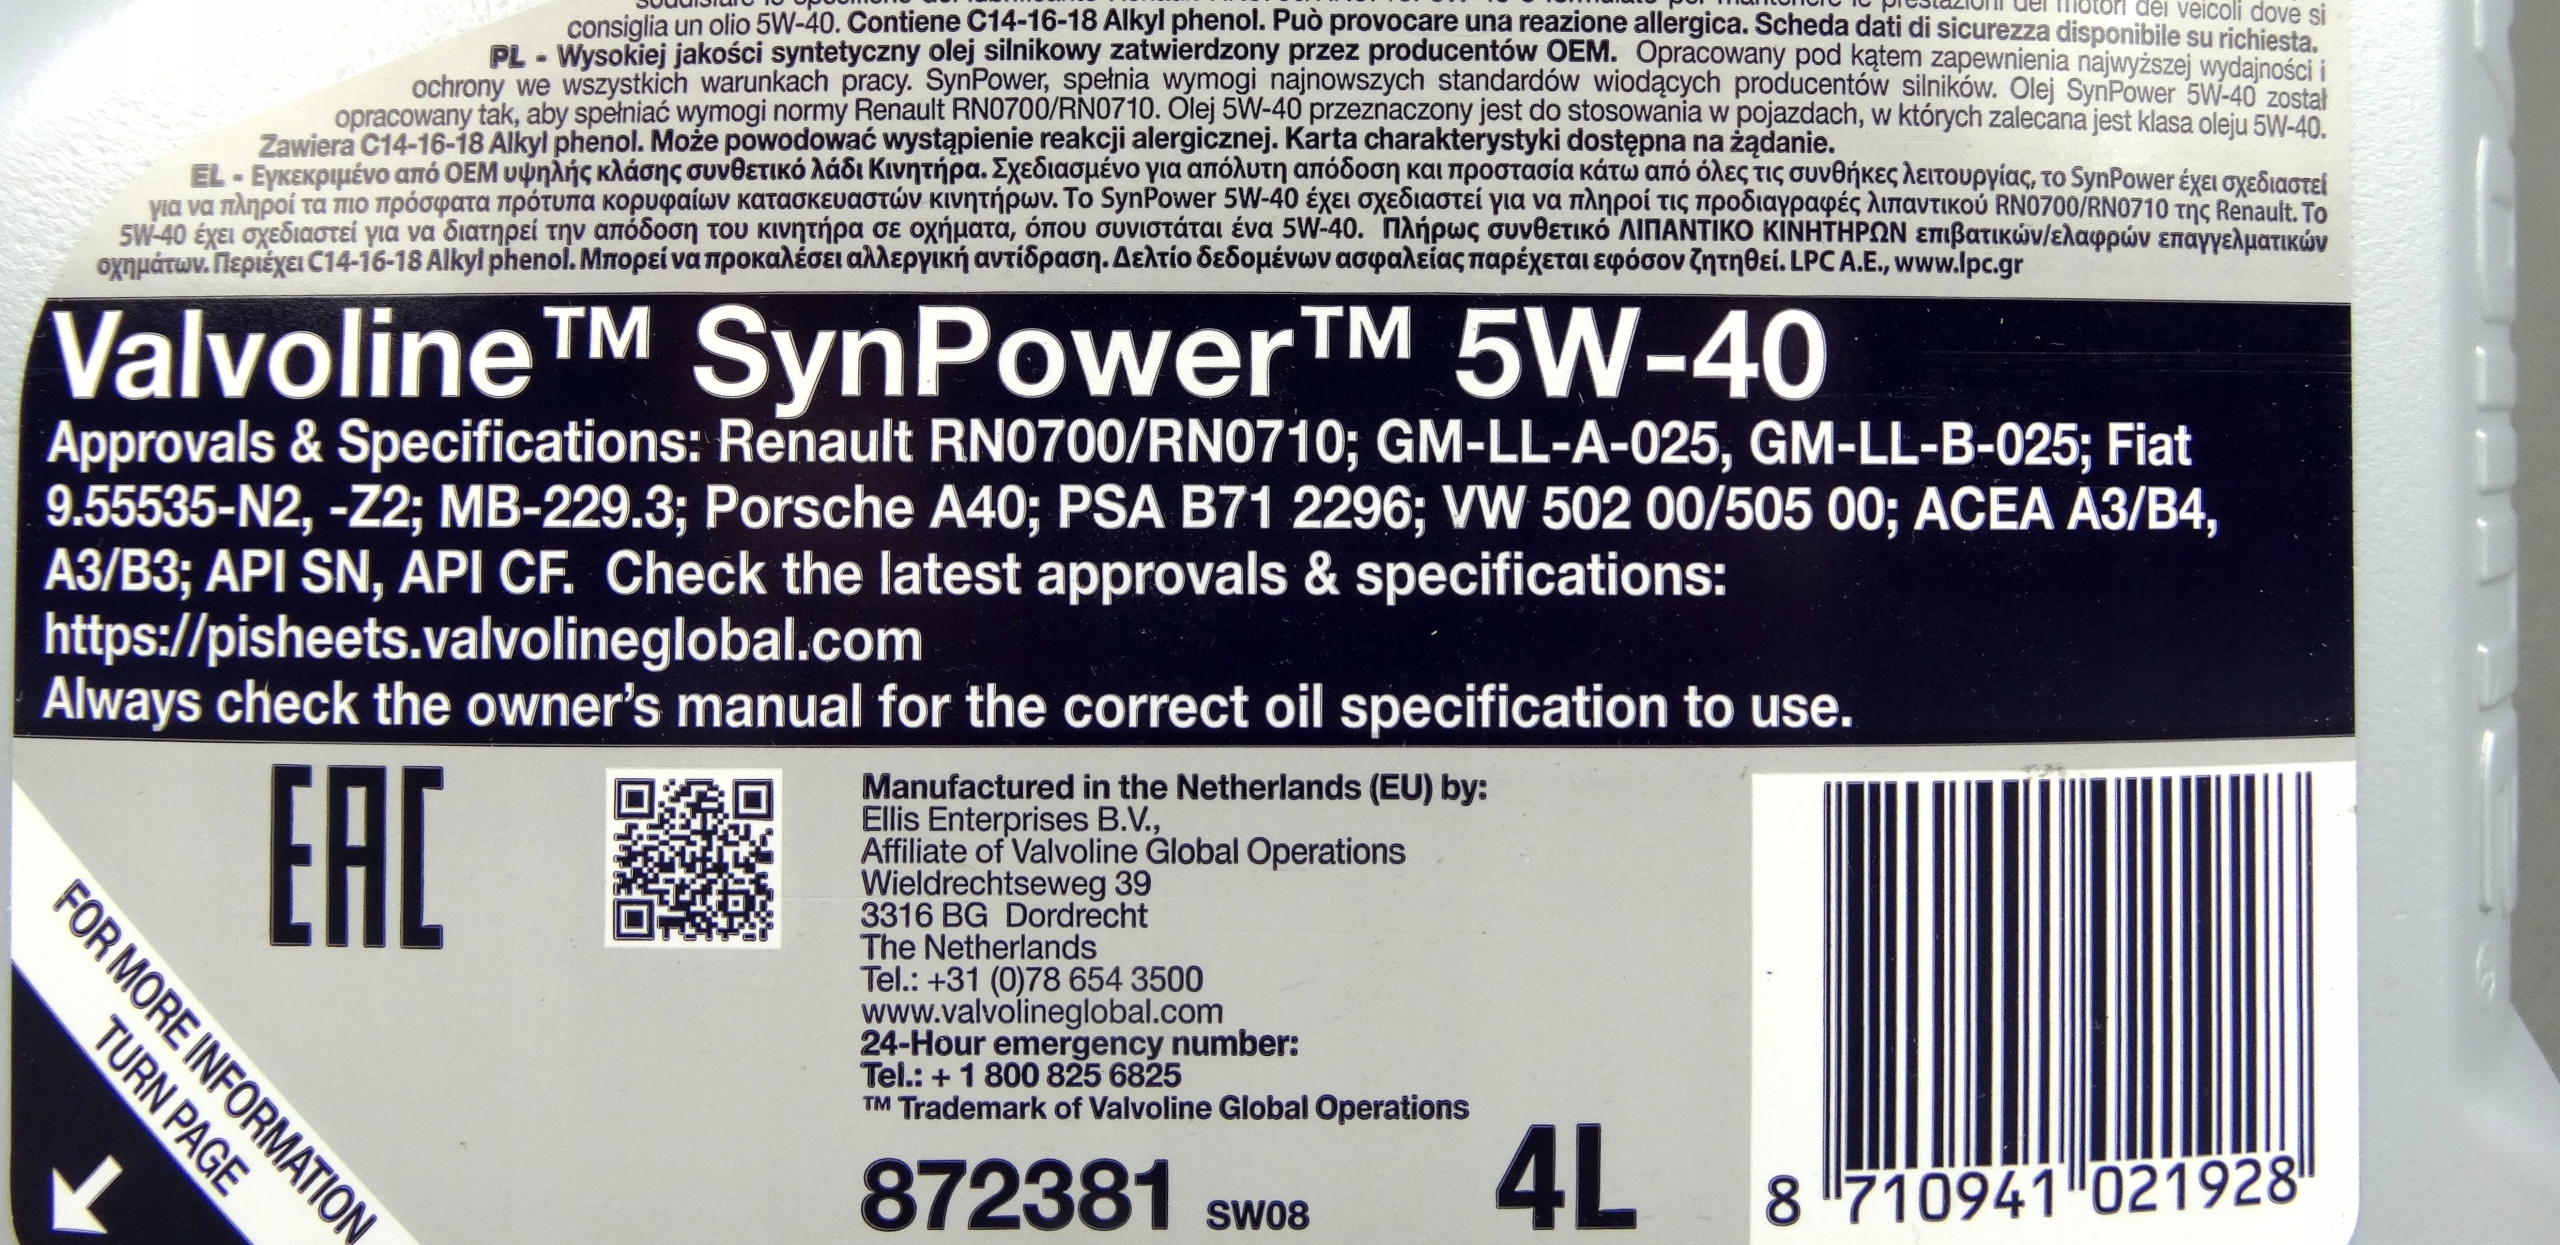 consiglia un olio 5W-40. Contiene C14-16-18 Alkyl phenol. Può provocare una reazione allergica. Scheda dati di sicurezza disponibile su richiesta.
PL - Wysokiej jakości syntetyczny olej silnikowy zatwierdzony przez producentów OEM. Opracowany pod kątem zapewnienia najwyższej wydajności i
ochrony we wszystkich warunkach pracy. SynPower, spełnia wymogi najnowszych standardów wiodących producentów silników. Olej SynPower 5W-40 został
opracowany tak, aby spełniać wymogi normy Renault RN0700/RN0710. Olej 5W-40 przeznaczony jest do stosowania w pojazdach, w których zalecana jest klasa oleju 5W-40.
Zawiera C14-16-18 Alkyl phenol. Może powodować wystąpienie reakcji alergicznej. Karta charakterystyki dostępna na żądanie.
EL - Εγκεκριμένο από OEM υψηλής κλάσης συνθετικό λάδι Κινητήρα. Σχεδιασμένο για απόλυτη απόδοση και προστασία κάτω από όλες τις συνθήκες λειτουργίας, το SynPower έχει σχεδιαστεί
για να πληροί τα πιο πρόσφατα πρότυπα κορυφαίων κατασκευαστών κινητήρων. Το SynPower 5W-40 έχει σχεδιαστεί για να πληροί τις προδιαγραφές λιπαντικού RN0700/RN0710 της Renault. Το
5W-40 έχει σχεδιαστεί για να διατηρεί την απόδοση του κινητήρα σε οχήματα, όπου συνιστάται ένα 5W-40. Πλήρως συνθετικό ΛΙΠΑΝΤΙΚΟ ΚΙΝΗΤΗΡΩΝ επιβατικών/ελαφρών επαγγελματικών
οχημάτων. Περιέχει C14-16-18 Alkyl phenol. Μπορεί να προκαλέσει αλλεργική αντίδραση. Δελτίο δεδομένων ασφαλείας παρέχεται εφόσον ζητηθεί. LPC A.E., www.lpc.gr
Valvoline™ SynPower™ 5W-40
Approvals & Specifications: Renault RN0700/RN0710; GM-LL-A-025, GM-LL-B-025; Fiat
9.55535-N2, -Z2; MB-229.3; Porsche A40; PSA B71 2296; VW 502 00/505 00; ACEA A3/B4,
A3/B3; API SN, API CF. Check the latest approvals & specifications:
https://pisheets.valvolineglobal.com
Always check the owner's manual for the correct oil specification to use.
EAC
FOR MORE INFORMATION
TURN PAGE
Manufactured in the Netherlands (EU) by:
Ellis Enterprises B.V.,
Affiliate of Valvoline Global Operations
Wieldrechtseweg 39
3316 BG Dordrecht
The Netherlands
Tel.: +31 (0)78 654 3500
www.valvolineglobal.com
24-Hour emergency number:
Tel.: + 1 800 825 6825
™ Trademark of Valvoline Global Operations
872381 SW08
4L
8 710941 021928